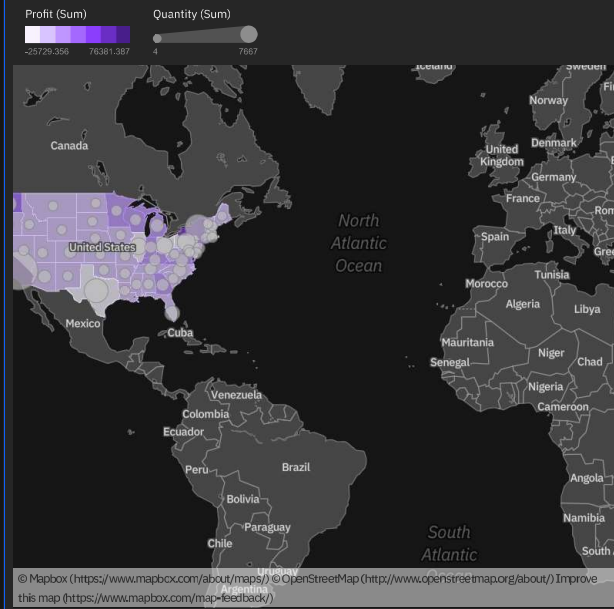 Profit (Sum)
Quantity (Sum)
-25729.356
76381.387
4
7667
Iceland
Sweden
Norway
Canada
United
Kingdom
Denmark
Germany
France
North
Atlantic
Ocean
Spain
Italy
United States
Morocco
Tunisia
Algeria
Libya
Mexico
Cuba
Mauritania
Senegal
Niger
Chad
Nigeria
Cameroon
Venezuela
Colombia
Ecuador
Peru
Brazil
Bolivia
Angola
Namibia
Paraguay
Chile
South
Atlantic
South
Uruguay
Argentina
© Mapbox (https://www.mapbox.com/about/maps/) © OpenStreetMap (http://www.openstreetmap.org/about/) Improve
this map (https://www.mapbox.com/map-feedback/)